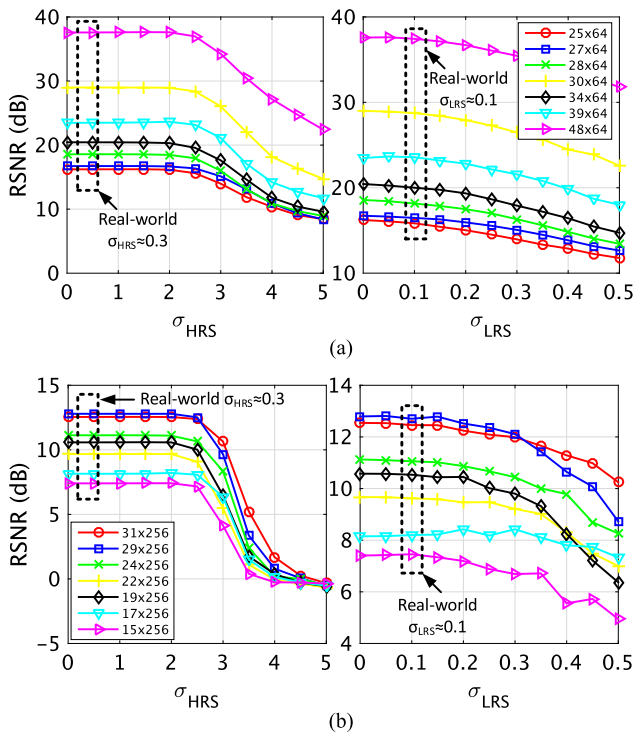 40
30
20
10
0
RSNR (dB)
Real-world
σHRS≈0.3
0 1 2 3 4 5
σHRS
40
30
20
10
Real-world
σLRS≈0.1
25x64
27x64
28x64
30x64
34x64
39x64
48x64
0 0.1 0.2 0.3 0.4 0.5
σLRS
(a)
15
10
5
0
−5
RSNR (dB)
Real-world σHRS≈0.3
31x256
29x256
24x256
22x256
19x256
17x256
15x256
0 1 2 3 4 5
σHRS
14
12
10
8
6
4
Real-world
σLRS≈0.1
0 0.1 0.2 0.3 0.4 0.5
σLRS
(b)